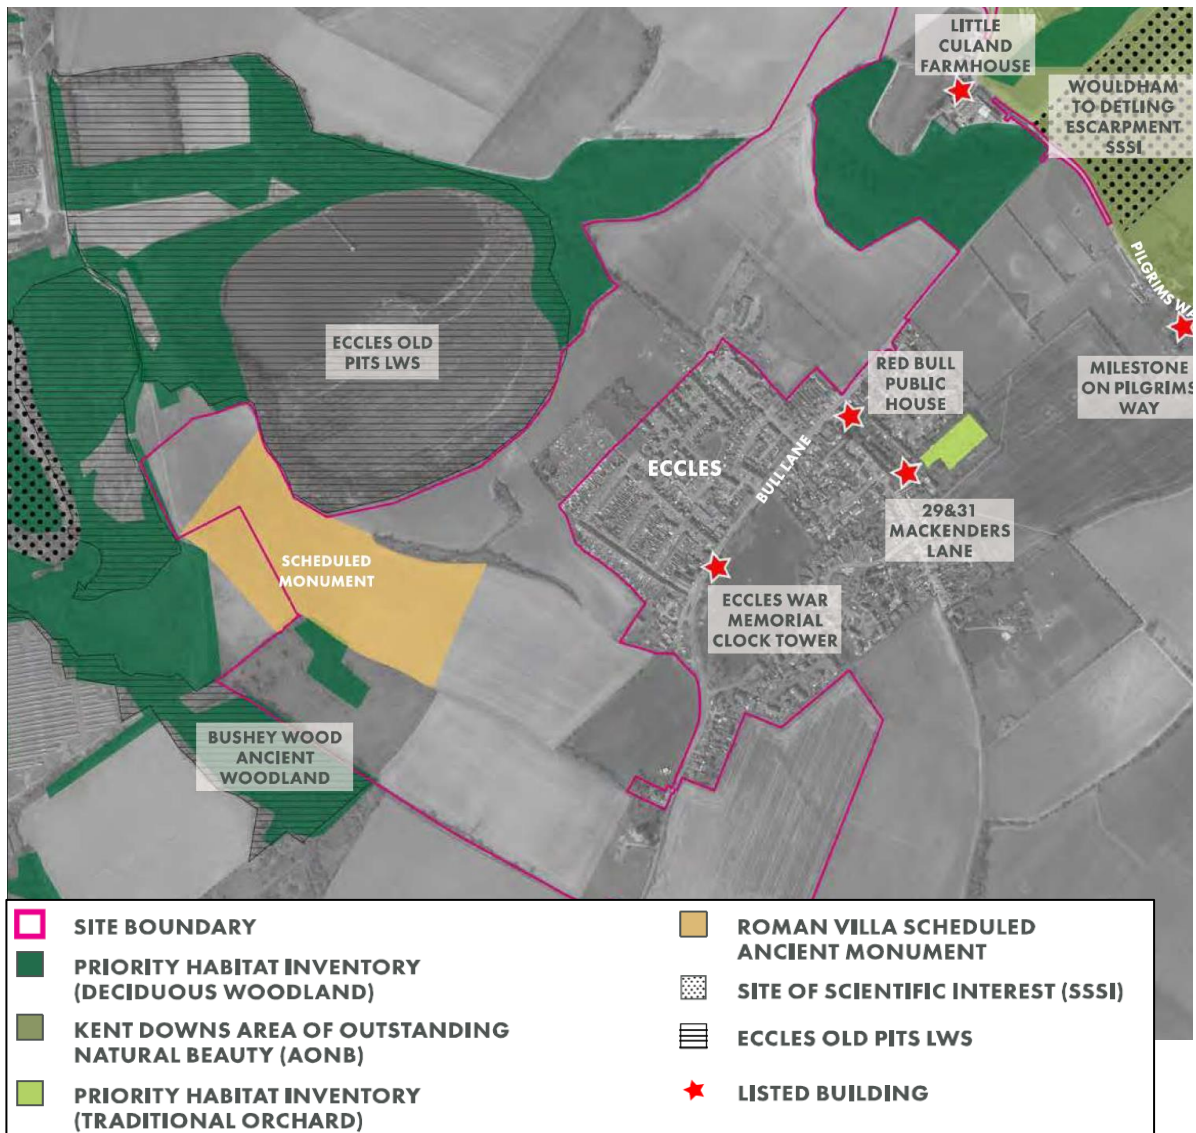 LITTLE
CULAND
FARMHOUSE
WOULDHAM
TO DETLING
ESCARPMENT
SSSI
PILGRIMS WA
ECCLES OLD
PITS LWS
RED BULL
PUBLIC
HOUSE
MILESTONE
ON PILGRIMS
WAY
ECCLES
BULL LANE
29&31
MACKENDERS
LANE
SCHEDULED
MONUMENT
ECCLES WAR
MEMORIAL
CLOCK TOWER
BUSHEY WOOD
ANCIENT
WOODLAND
SITE BOUNDARY
PRIORITY HABITAT INVENTORY
(DECIDUOUS WOODLAND)
KENT DOWNS AREA OF OUTSTANDING
NATURAL BEAUTY (AONB)
PRIORITY HABITAT INVENTORY
(TRADITIONAL ORCHARD)
ROMAN VILLA SCHEDULED
ANCIENT MONUMENT
SITE OF SCIENTIFIC INTEREST (SSSI)
ECCLES OLD PITS LWS
LISTED BUILDING